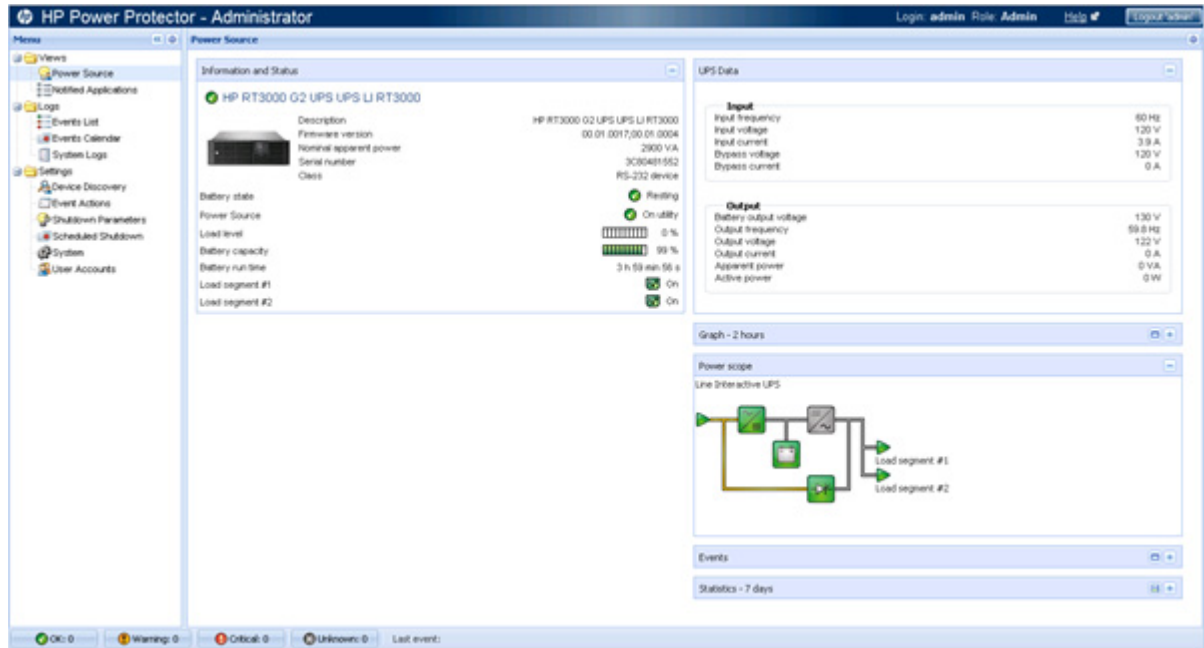 HP Power Protector - Administrator
Login: admin Role: Admin
Help
Logout 'admin'
Menu
Views
Power Source
Notified Applications
Logs
Events List
Events Calendar
System Logs
Settings
Device Discovery
Event Actions
Shutdown Parameters
Scheduled Shutdown
System
User Accounts
Power Source
Information and Status
HP RT3000 G2 UPS UPS LI RT3000
Description HP RT3000 G2 UPS UPS LI RT3000
Firmware version 00.01.0017;00.01.0004
Nominal apparent power 2900 VA
Serial number 3C80481552
Class RS-232 device
Battery state Resting
Power Source On utility
Load level 0 %
Battery capacity 99 %
Battery run time 3 h 59 min 56 s
Load segment #1 On
Load segment #2 On
UPS Data
Input
Input frequency 60 Hz
Input voltage 120 V
Input current 3.9 A
Bypass voltage 120 V
Bypass current 0 A
Output
Battery output voltage 130 V
Output frequency 59.8 Hz
Output voltage 122 V
Output current 0 A
Apparent power 0 VA
Active power 0 W
Graph - 2 hours
Power scope
Line Interactive UPS
Load segment #1
Load segment #2
Events
Statistics - 7 days
OK: 0
Warning: 0
Critical: 0
Unknown: 0
Last event: